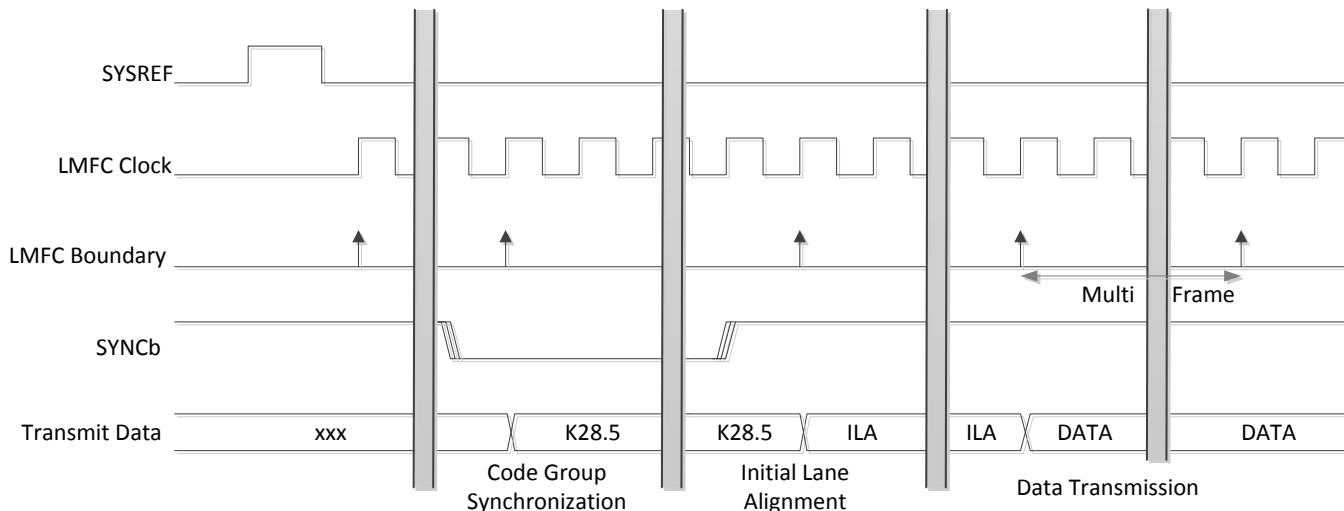 SYSREF
LMFC Clock
LMFC Boundary
Multi Frame
SYNCb
Transmit Data xxx K28.5 K28.5 ILA ILA DATA DATA
Code Group
Synchronization
Initial Lane
Alignment
Data Transmission